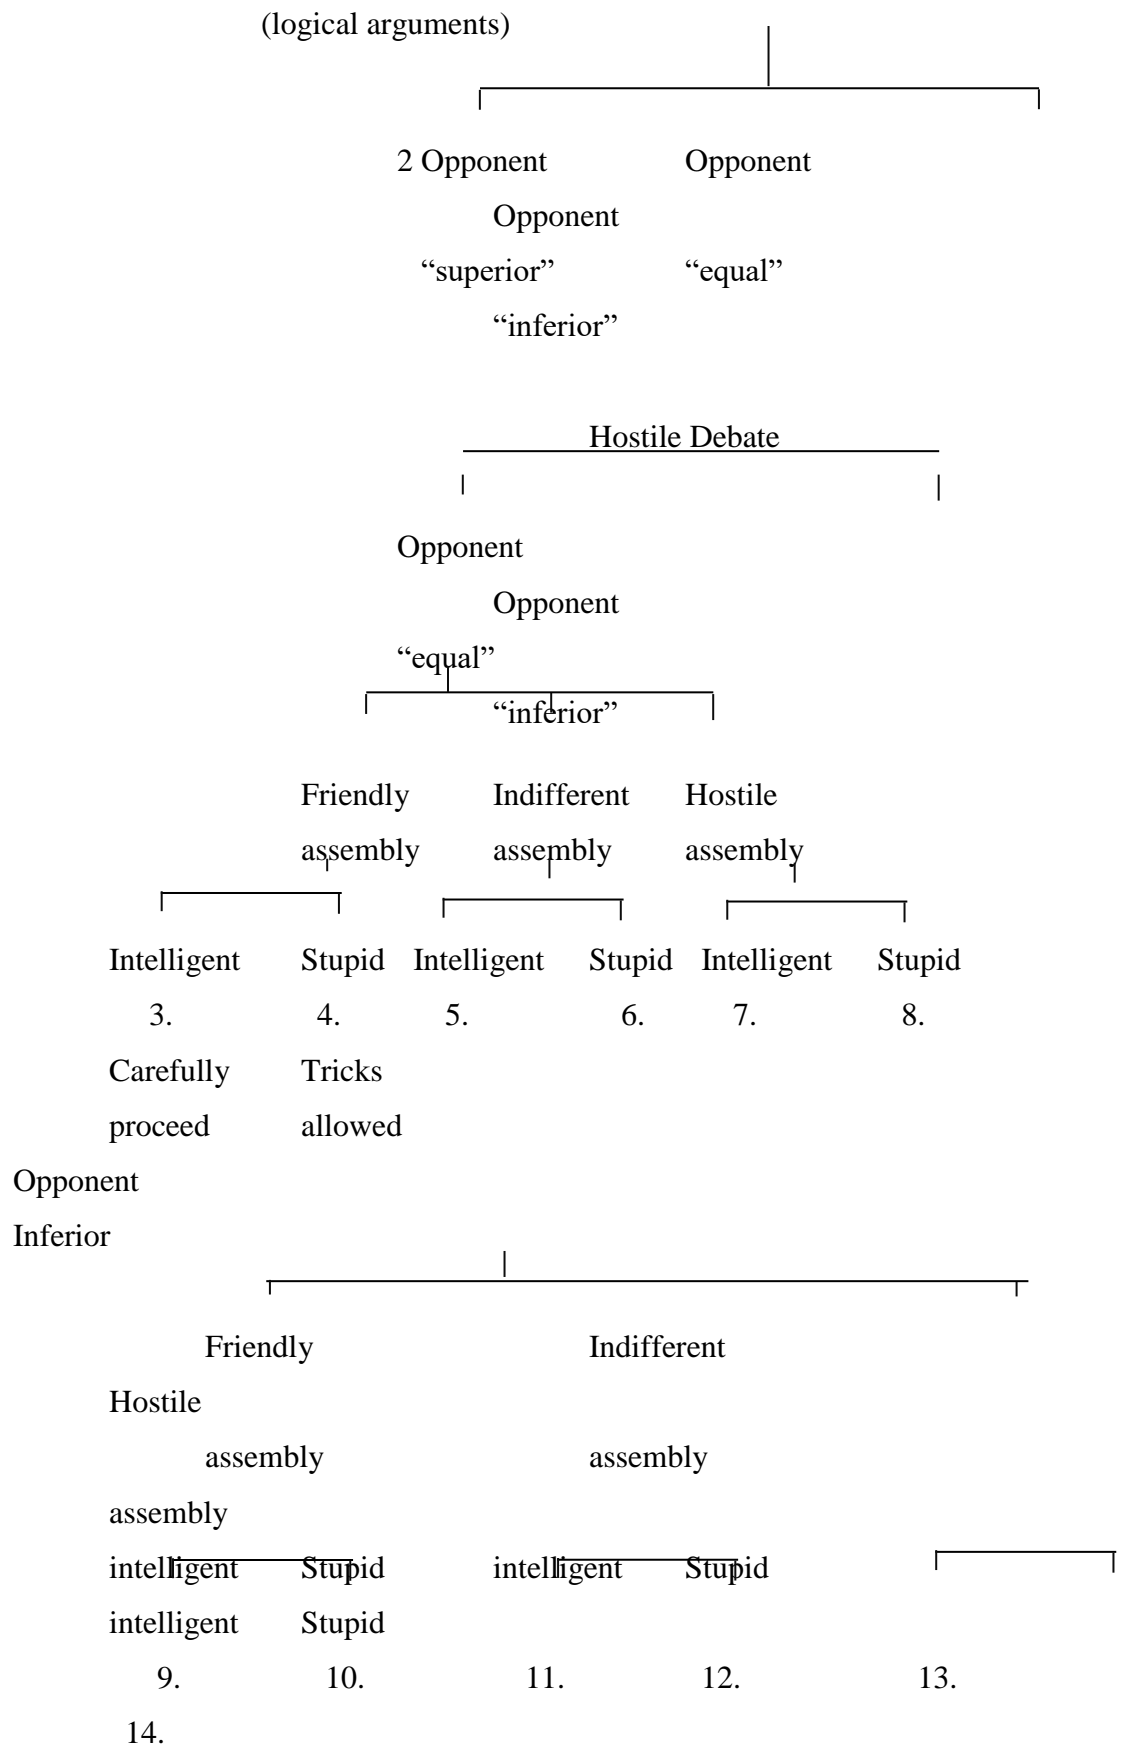 (logical arguments)
2 Opponent Opponent
Opponent
“superior” “equal”
“inferior”
Hostile Debate
Opponent
Opponent
“equal”
“inferior”
Friendly Indifferent Hostile
assembly assembly assembly
Intelligent Stupid Intelligent Stupid Intelligent Stupid
3. 4. 5. 6. 7. 8.
Carefully Tricks
proceed allowed
Opponent
Inferior
Friendly Indifferent
Hostile
assembly assembly
assembly
intelligent Stupid intelligent Stupid
intelligent Stupid
9. 10. 11. 12. 13.
14.